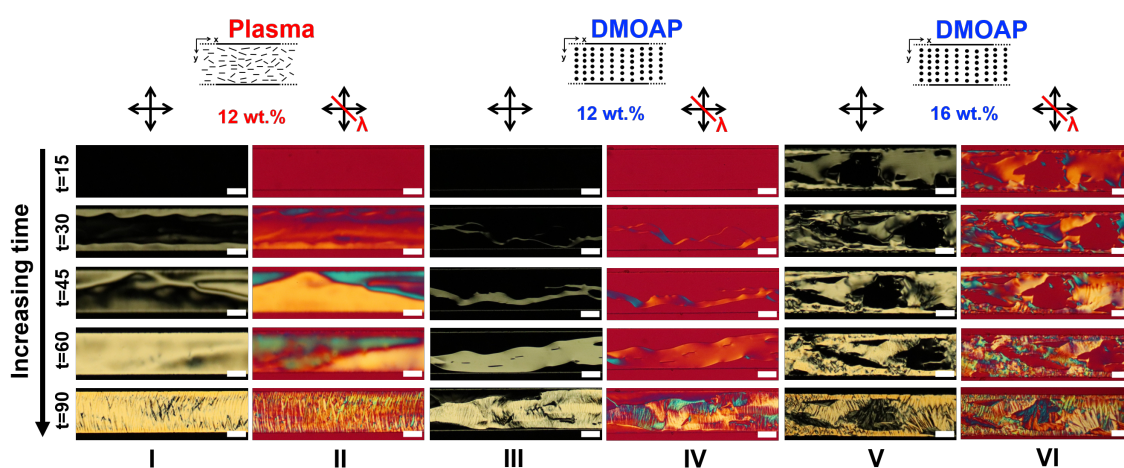 Plasma
DMOAP
DMOAP
x
y
x
y
x
y
12 wt.%
λ
12 wt.%
λ
16 wt.%
λ
Increasing time
t=15
t=30
t=45
t=60
t=90
I
II
III
IV
V
VI